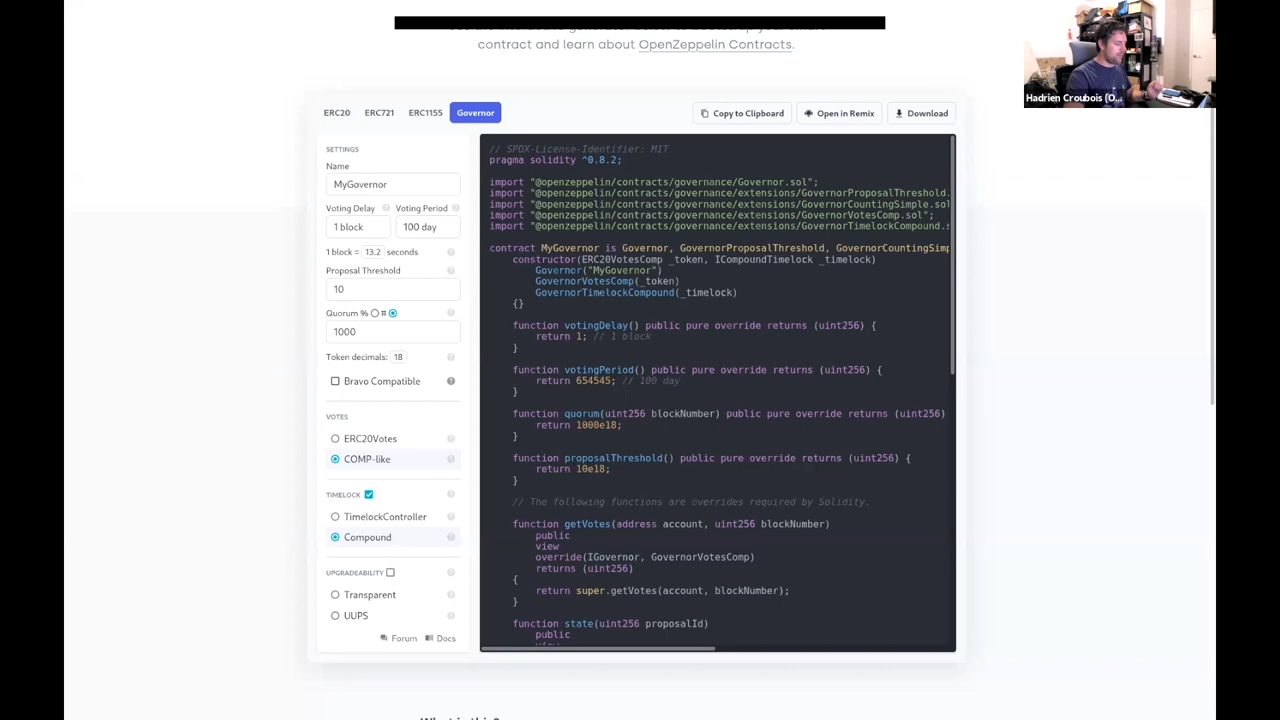 contract and learn about OpenZeppelin Contracts.
Hadrien Croubois (O...
ERC20 ERC721 ERC1155 Governor
Copy to Clipboard Open in Remix Download
SETTINGS
Name
MyGovernor
Voting Delay Voting Period
1 block 100 day
1 block = 13.2 seconds
Proposal Threshold
10
Quorum % #
1000
Token decimals: 18
Bravo Compatible
VOTES
ERC20Votes
COMP-like
TIMELOCK
TimelockController
Compound
UPGRADEABILITY
Transparent
UUPS
Forum Docs
// SPDX-License-Identifier: MIT
pragma solidity ^0.8.2;
import "@openzeppelin/contracts/governance/Governor.sol";
import "@openzeppelin/contracts/governance/extensions/GovernorProposalThreshold.
import "@openzeppelin/contracts/governance/extensions/GovernorCountingSimple.sol
import "@openzeppelin/contracts/governance/extensions/GovernorVotesComp.sol";
import "@openzeppelin/contracts/governance/extensions/GovernorTimelockCompound.s
contract MyGovernor is Governor, GovernorProposalThreshold, GovernorCountingSimp
constructor(ERC20VotesComp _token, ICompoundTimelock _timelock)
Governor("MyGovernor")
GovernorVotesComp(_token)
GovernorTimelockCompound(_timelock)
{}
function votingDelay() public pure override returns (uint256) {
return 1; // 1 block
}
function votingPeriod() public pure override returns (uint256) {
return 654545; // 100 day
}
function quorum(uint256 blockNumber) public pure override returns (uint256)
return 1000e18;
}
function proposalThreshold() public pure override returns (uint256) {
return 10e18;
}
// The following functions are overrides required by Solidity.
function getVotes(address account, uint256 blockNumber)
public
view
override(IGovernor, GovernorVotesComp)
returns (uint256)
{
return super.getVotes(account, blockNumber);
}
function state(uint256 proposalId)
public